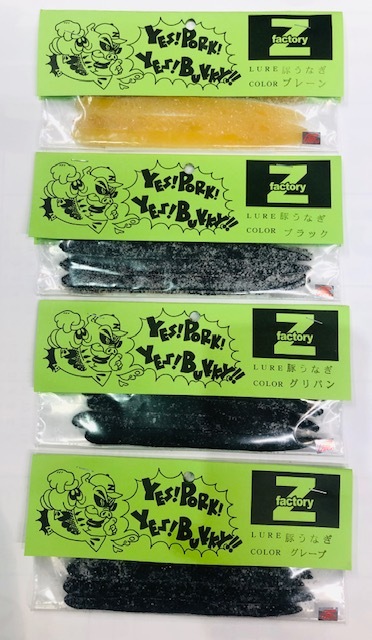 YES! PORK!
YES! BUKKY!!
Z
factory
LURE 豚うなぎ
COLOR プレーン
YES! PORK!
YES! BUKKY!!
Z
factory
LURE 豚うなぎ
COLOR ブラック
YES! PORK!
YES! BUKKY!!
Z
factory
LURE 豚うなぎ
COLOR グリパン
YES! PORK!
YES! BUKKY!!
Z
factory
LURE 豚うなぎ
COLOR グレープ